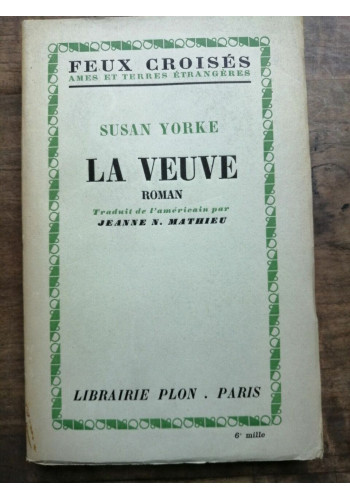 FEUX CROISÉS
AMES ET TERRES ÉTRANGÈRES
SUSAN YORKE
LA VEUVE
ROMAN
Traduit de l'américain par
JEANNE N. MATHIEU
LIBRAIRIE PLON . PARIS
6e mille